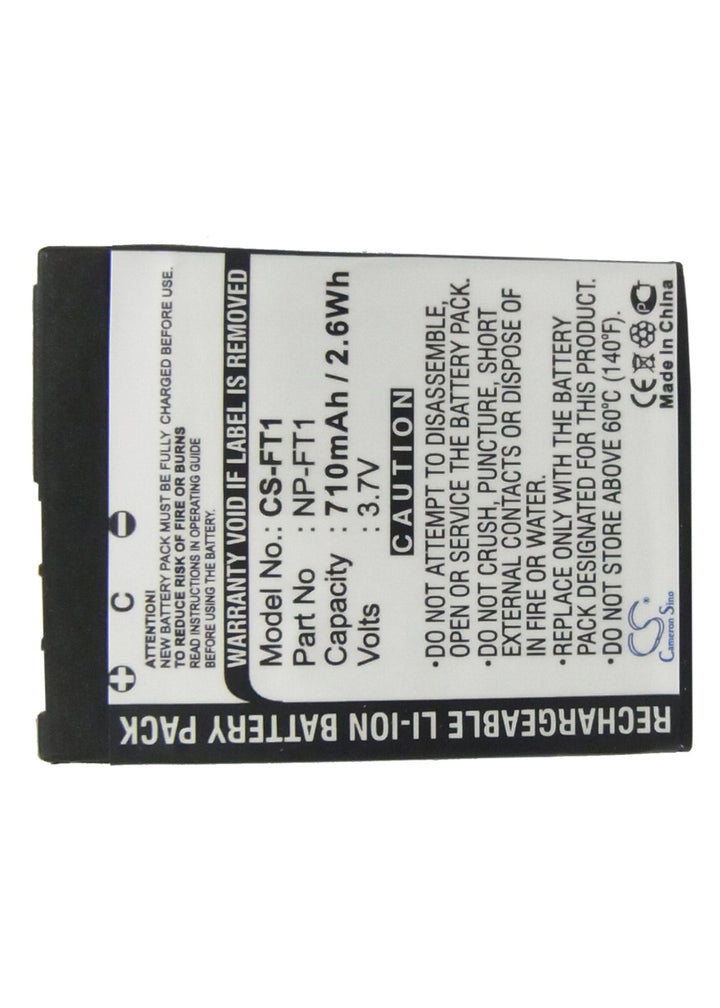 RECHARGEABLE LI-ION BATTERY PACK
− C +
ATTENTION!
NEW BATTERY PACK MUST BE FULLY CHARGED BEFORE USE.
TO REDUCE RISK OF FIRE OR BURNS
BEFORE USING THE BATTERY, READ GUIDE
WARRANTY VOID IF LABEL IS REMOVED
Model No.: CS-FT1
Part No : NP-FT1
Capacity : 710mAh / 2.6Wh
Volts : 3.7V
CAUTION
•DO NOT ATTEMPT TO DISASSEMBLE,
OPEN OR SERVICE THE BATTERY PACK.
•DO NOT CRUSH, PUNCTURE, SHORT
EXTERNAL CONTACTS OR DISPOSE OF
IN FIRE OR WATER.
•REPLACE ONLY WITH THE BATTERY
PACK DESIGNATED FOR THIS PRODUCT.
•DO NOT STORE ABOVE 60°C (140°F).
CS®
Cameron Sino
CE
Made in China